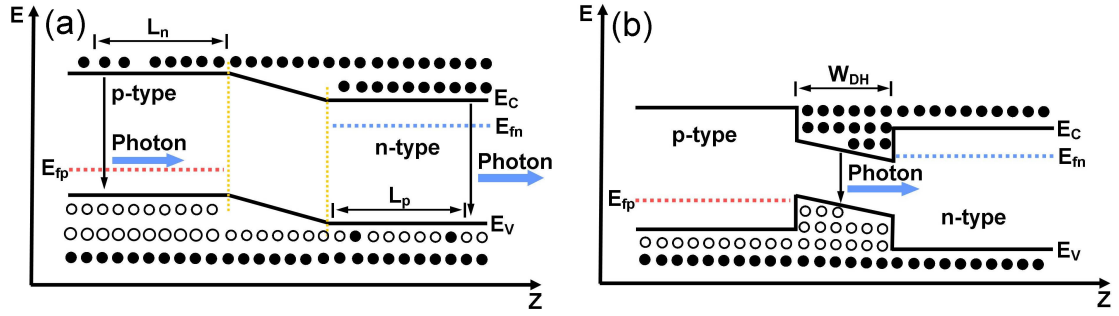 E
(a)
Ln
p-type
EC
Efn
Photon
n-type
Photon
Efp
Lp
EV
Z
E
(b)
WDH
p-type
EC
Efn
Photon
Efp
n-type
EV
Z